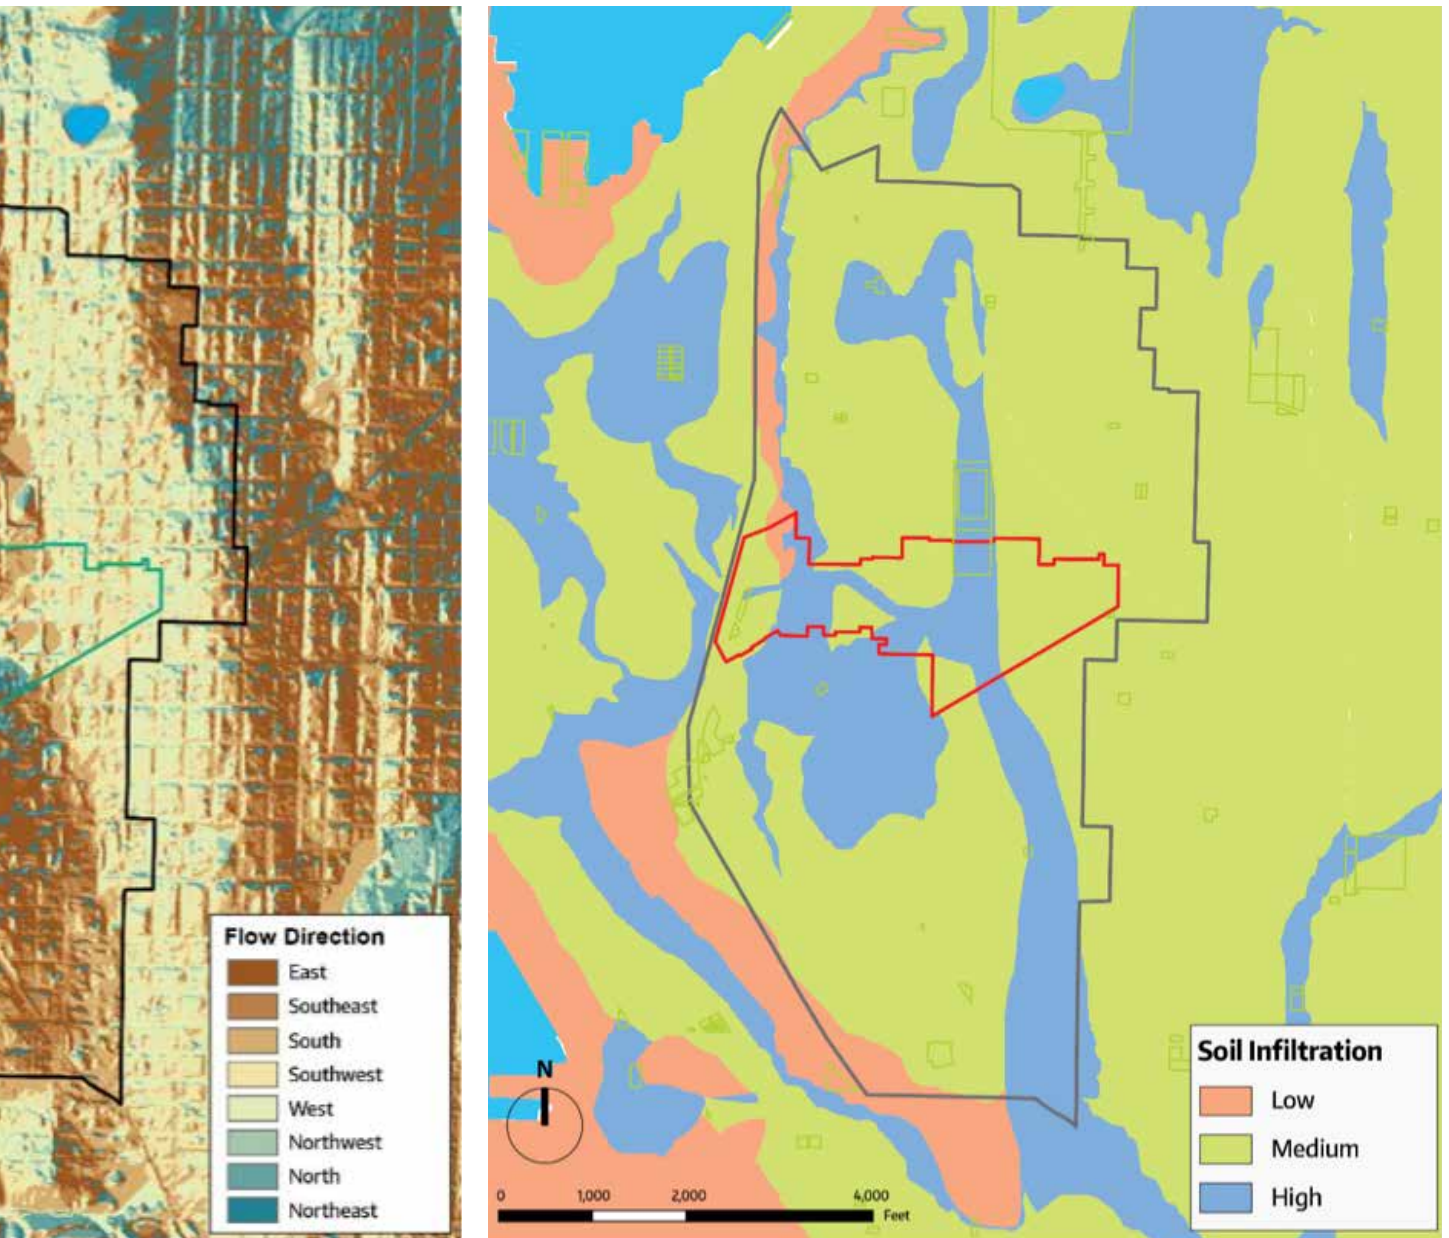 Flow Direction
East
Southeast
South
Southwest
West
Northwest
North
Northeast
N
0 1,000 2,000 4,000
Feet
Soil Infiltration
Low
Medium
High